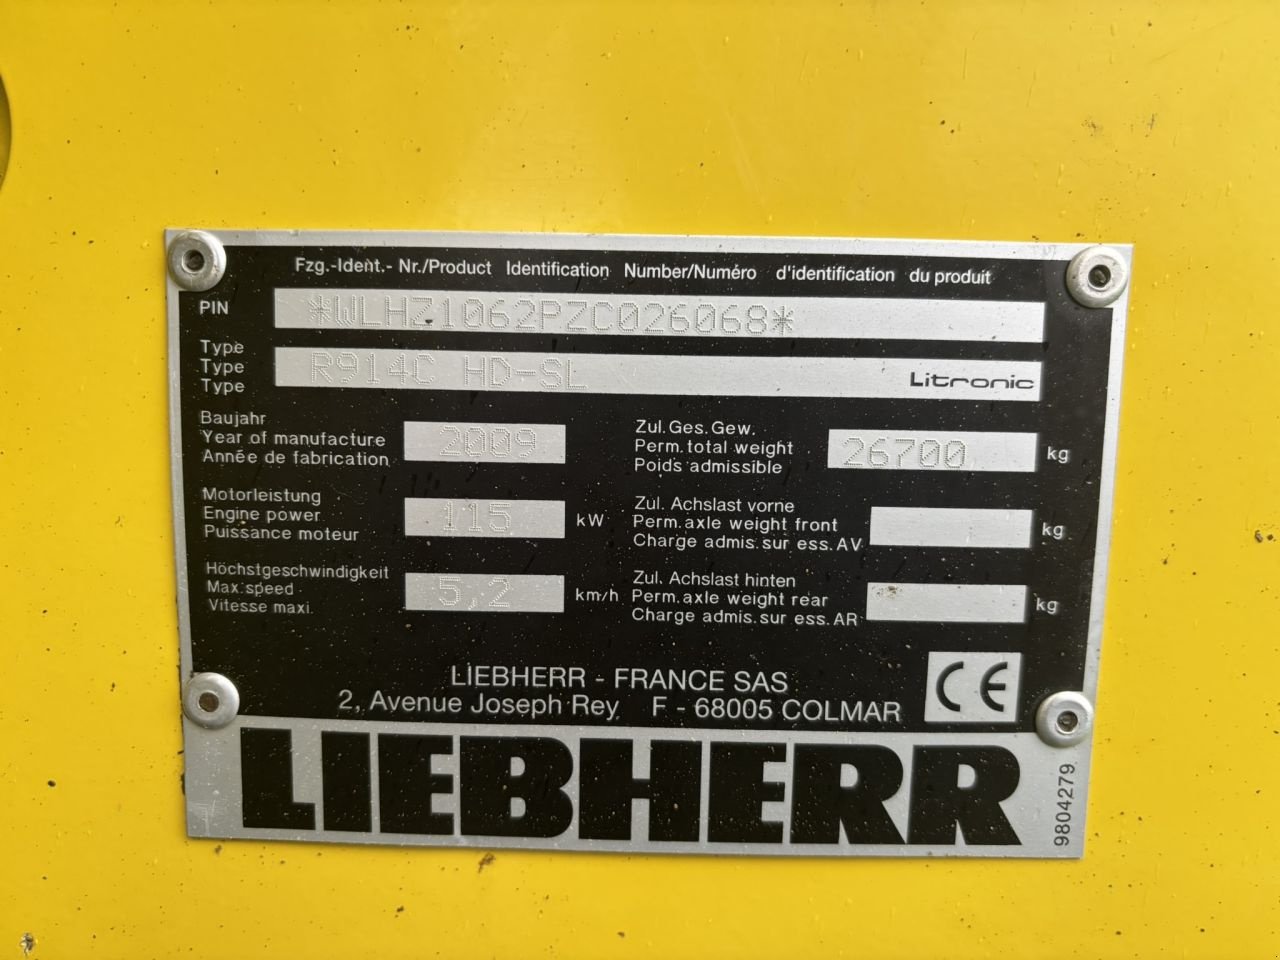 Fzg.-Ident.- Nr./Product Identification Number/Numéro d'identification du produit
PIN *WLHZ1062PZC026068*
Type
Type R914C HD-SL Litronic
Type
Baujahr
Year of manufacture 2009
Année de fabrication
Zul. Ges. Gew.
Perm. total weight 26700 kg
Poids admissible
Motorleistung
Engine power 115 kW
Puissance moteur
Zul. Achslast vorne
Perm. axle weight front kg
Charge admis. sur ess. AV
Höchstgeschwindigkeit
Max. speed 5,2 km/h
Vitesse maxi.
Zul. Achslast hinten
Perm. axle weight rear kg
Charge admis. sur ess. AR
LIEBHERR - FRANCE SAS
2, Avenue Joseph Rey F - 68005 COLMAR
CE
LIEBHERR
9804279